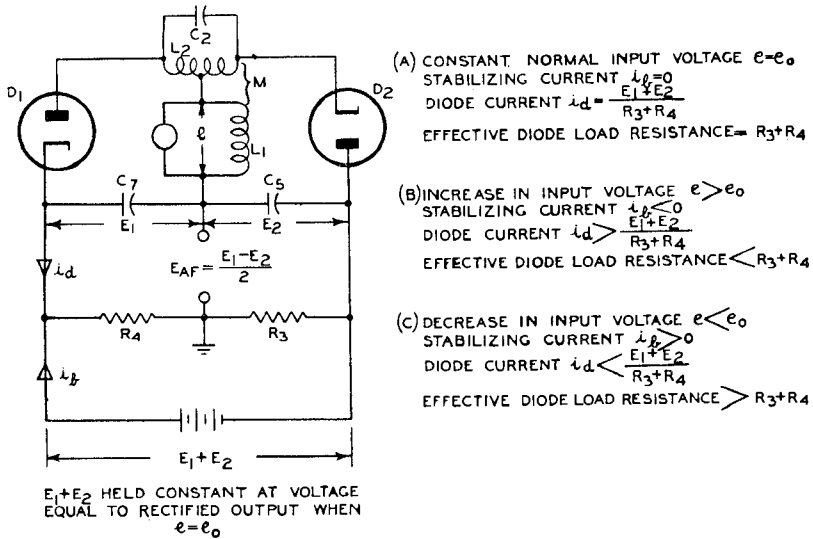 C2
L2
M
D1
D2
e
L1
C7
C5
E1
E2
EAF = E1-E2 / 2
id
R4
R3
ib
E1+E2
E1+E2 HELD CONSTANT AT VOLTAGE
EQUAL TO RECTIFIED OUTPUT WHEN
e=e0
(A) CONSTANT NORMAL INPUT VOLTAGE e=e0
STABILIZING CURRENT ib=0
DIODE CURRENT id= E1+E2 / R3+R4
EFFECTIVE DIODE LOAD RESISTANCE= R3+R4
(B) INCREASE IN INPUT VOLTAGE e>e0
STABILIZING CURRENT ib<0
DIODE CURRENT id> E1+E2 / R3+R4
EFFECTIVE DIODE LOAD RESISTANCE< R3+R4
(C) DECREASE IN INPUT VOLTAGE e<e0
STABILIZING CURRENT ib>0
DIODE CURRENT id< E1+E2 / R3+R4
EFFECTIVE DIODE LOAD RESISTANCE> R3+R4